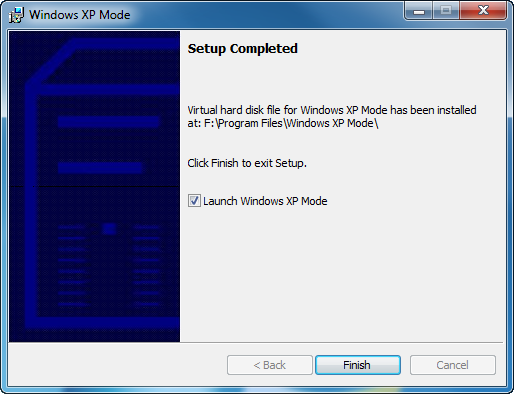 Windows XP Mode
Setup Completed
Virtual hard disk file for Windows XP Mode has been installed
at: F:\Program Files\Windows XP Mode\
Click Finish to exit Setup.
Launch Windows XP Mode
< Back
Finish
Cancel